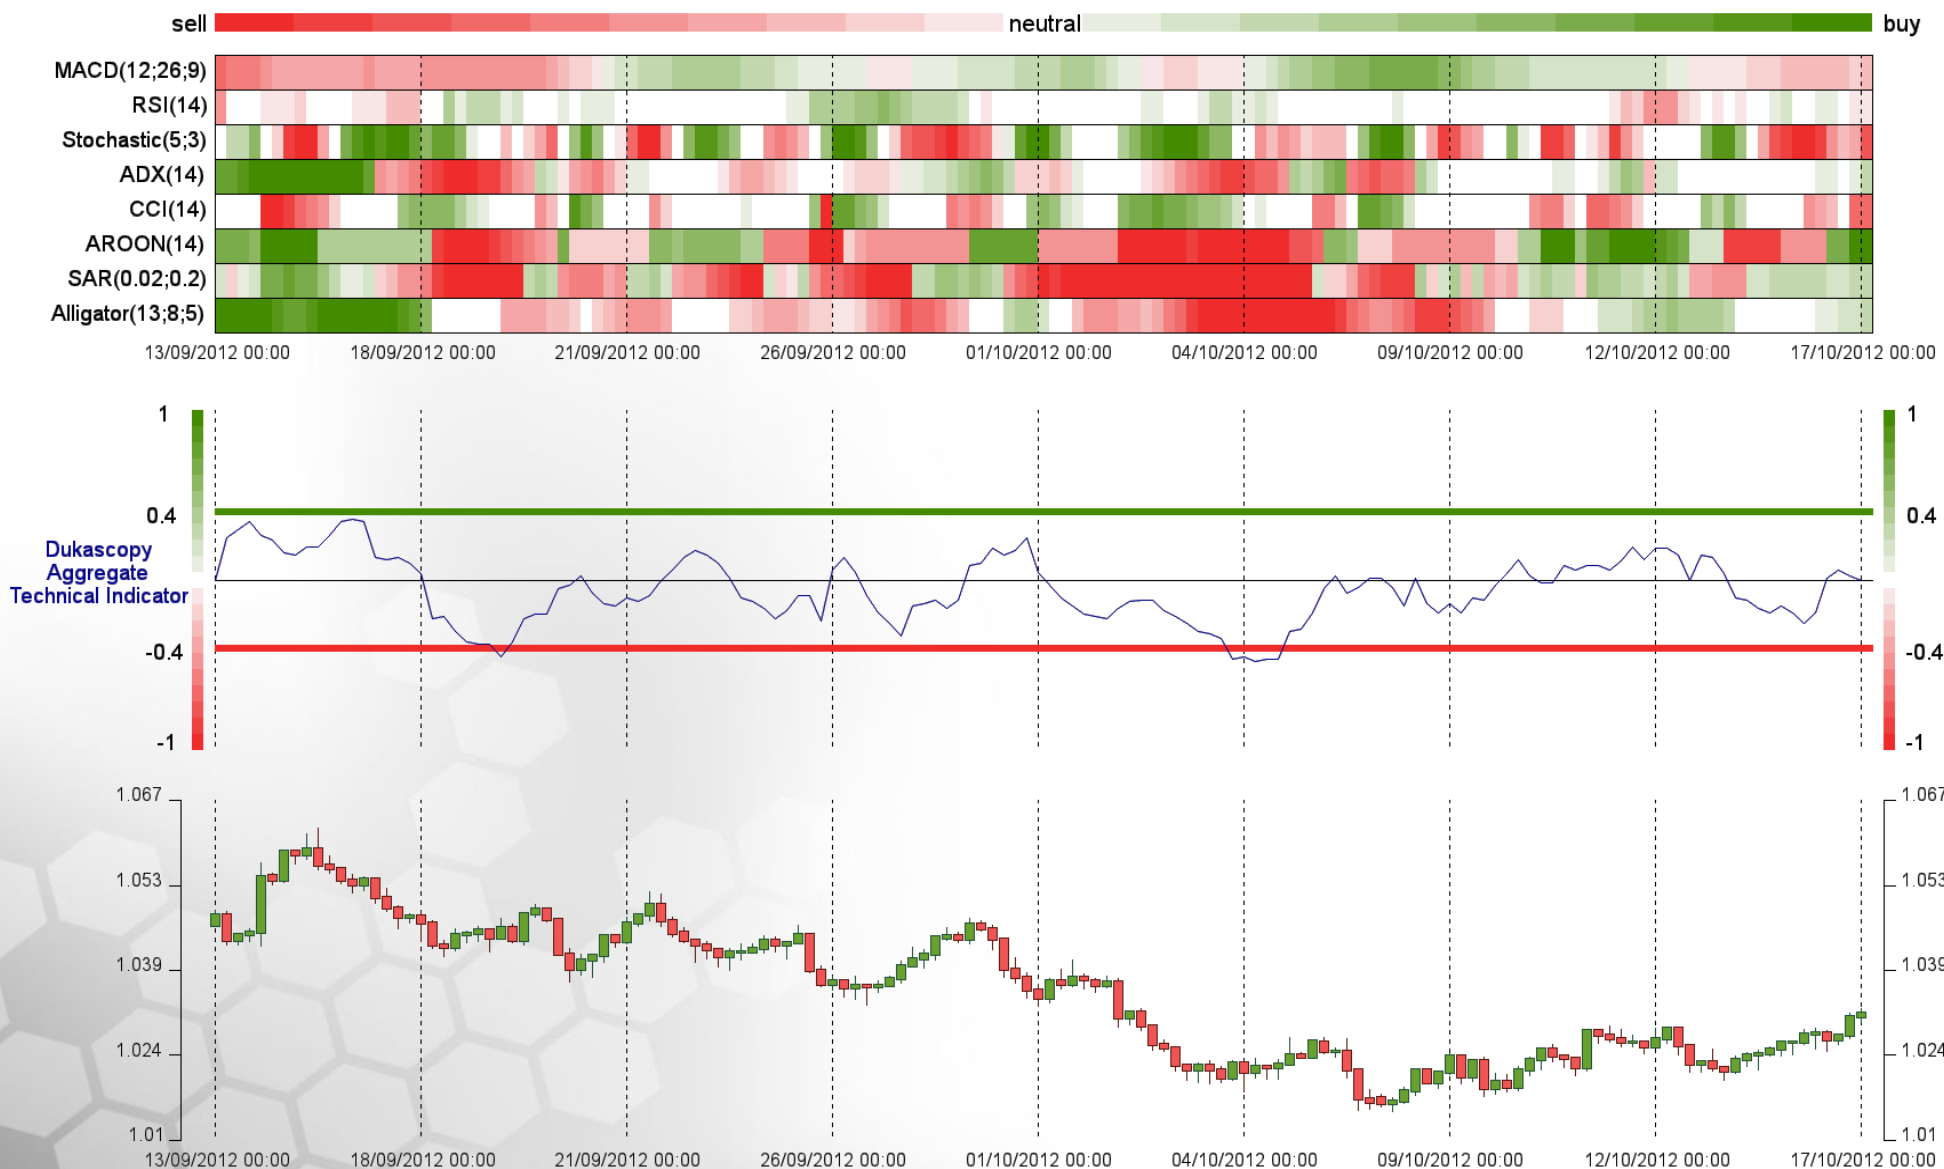 sell neutral buy
MACD(12;26;9)
RSI(14)
Stochastic(5;3)
ADX(14)
CCI(14)
AROON(14)
SAR(0.02;0.2)
Alligator(13;8;5)
13/09/2012 00:00 18/09/2012 00:00 21/09/2012 00:00 26/09/2012 00:00 01/10/2012 00:00 04/10/2012 00:00 09/10/2012 00:00 12/10/2012 00:00 17/10/2012 00:00
1 1
0.4 0.4
Dukascopy
Aggregate
Technical Indicator
-0.4 -0.4
-1 -1
1.067 1.067
1.053 1.053
1.039 1.039
1.024 1.024
1.01 1.01
13/09/2012 00:00 18/09/2012 00:00 21/09/2012 00:00 26/09/2012 00:00 01/10/2012 00:00 04/10/2012 00:00 09/10/2012 00:00 12/10/2012 00:00 17/10/2012 00:00